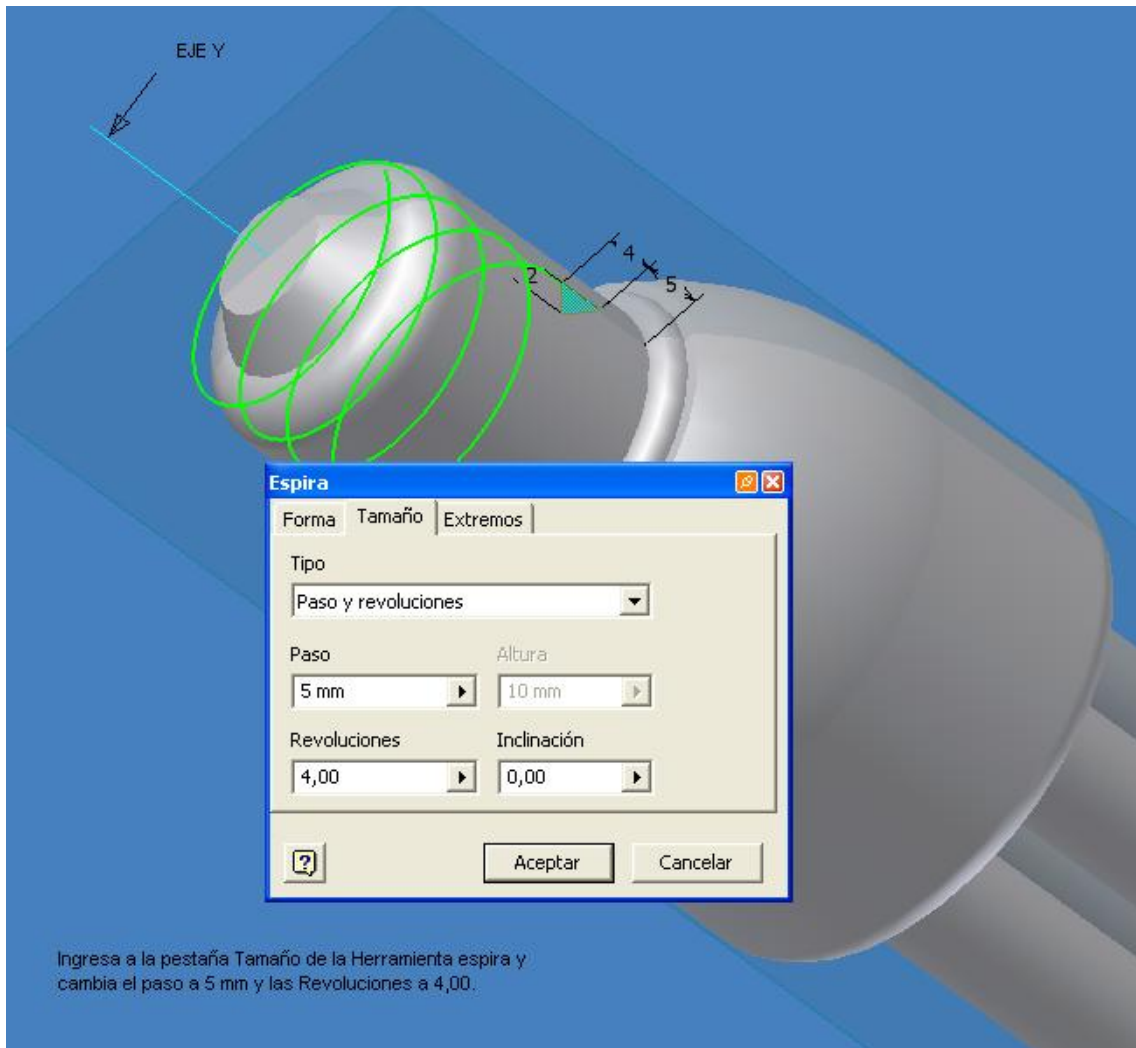 EJE Y
2
4
5
Espira
Forma
Tamaño
Extremos
Tipo
Paso y revoluciones
Paso
Altura
5 mm
10 mm
Revoluciones
Inclinación
4,00
0,00
Aceptar
Cancelar
Ingresa a la pestaña Tamaño de la Herramienta espira y
cambia el paso a 5 mm y las Revoluciones a 4,00.